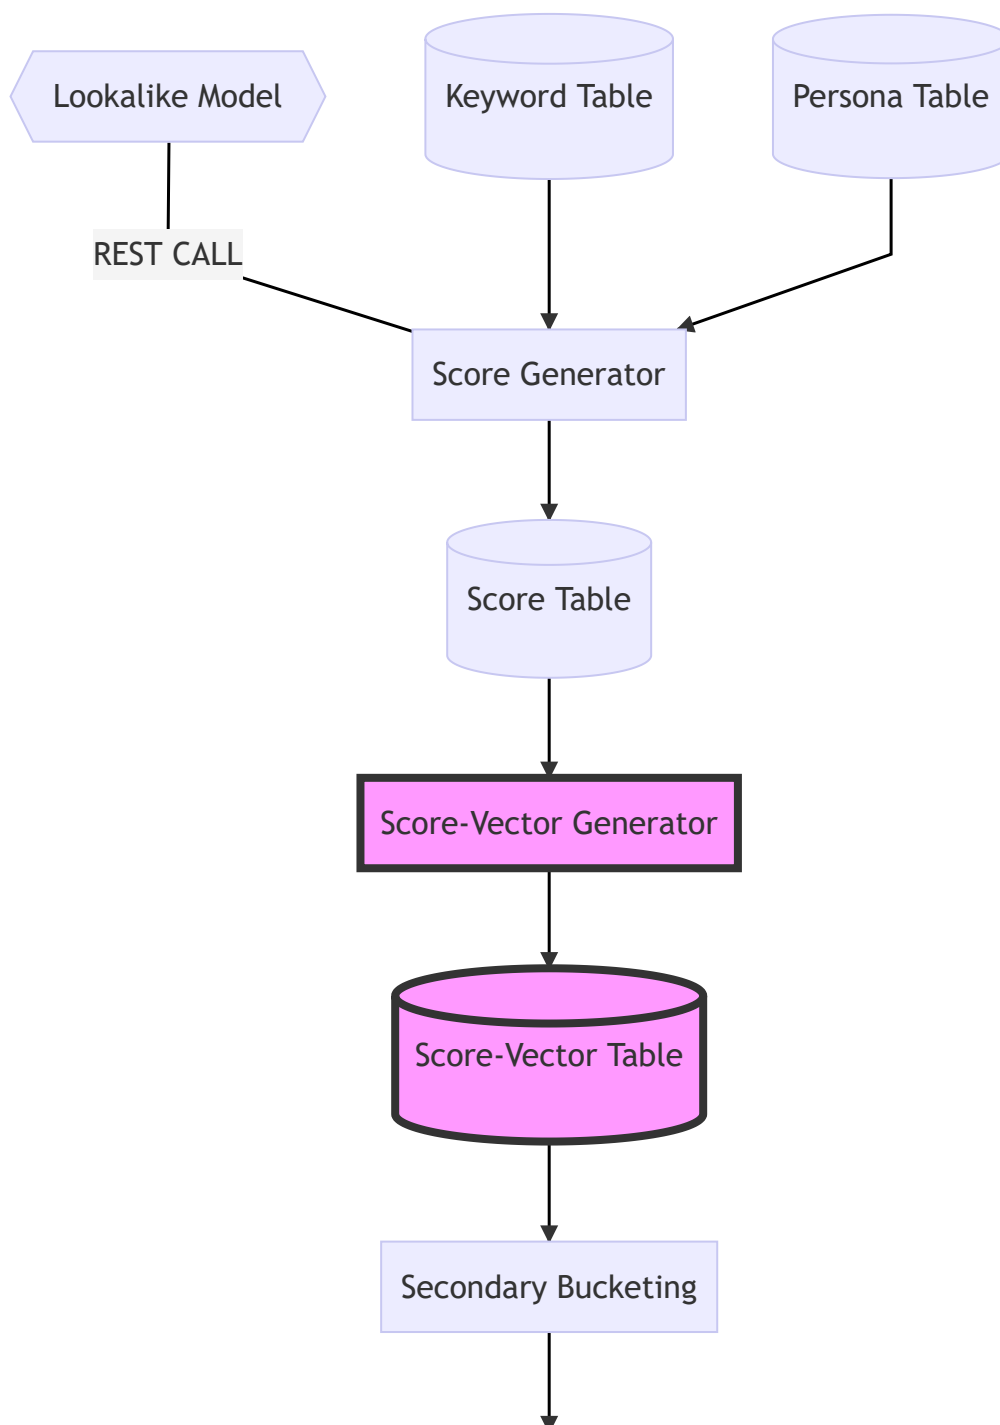 Lookalike Model
Keyword Table
Persona Table
REST CALL
Score Generator
Score Table
Score-Vector Generator
Score-Vector Table
Secondary Bucketing